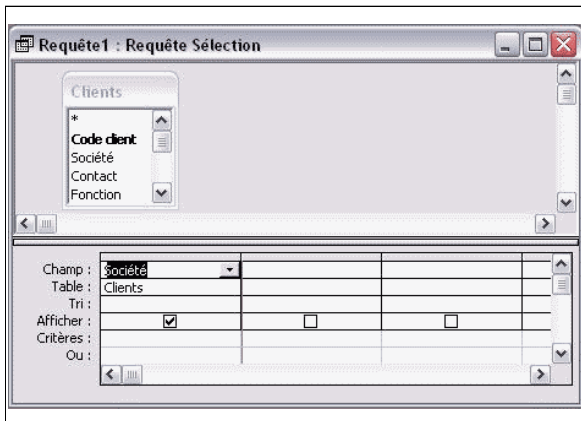 Requête1 : Requête Sélection
Clients
*
Code client
Société
Contact
Fonction
Champ : Société
Table : Clients
Tri :
Afficher :
Critères :
Ou :